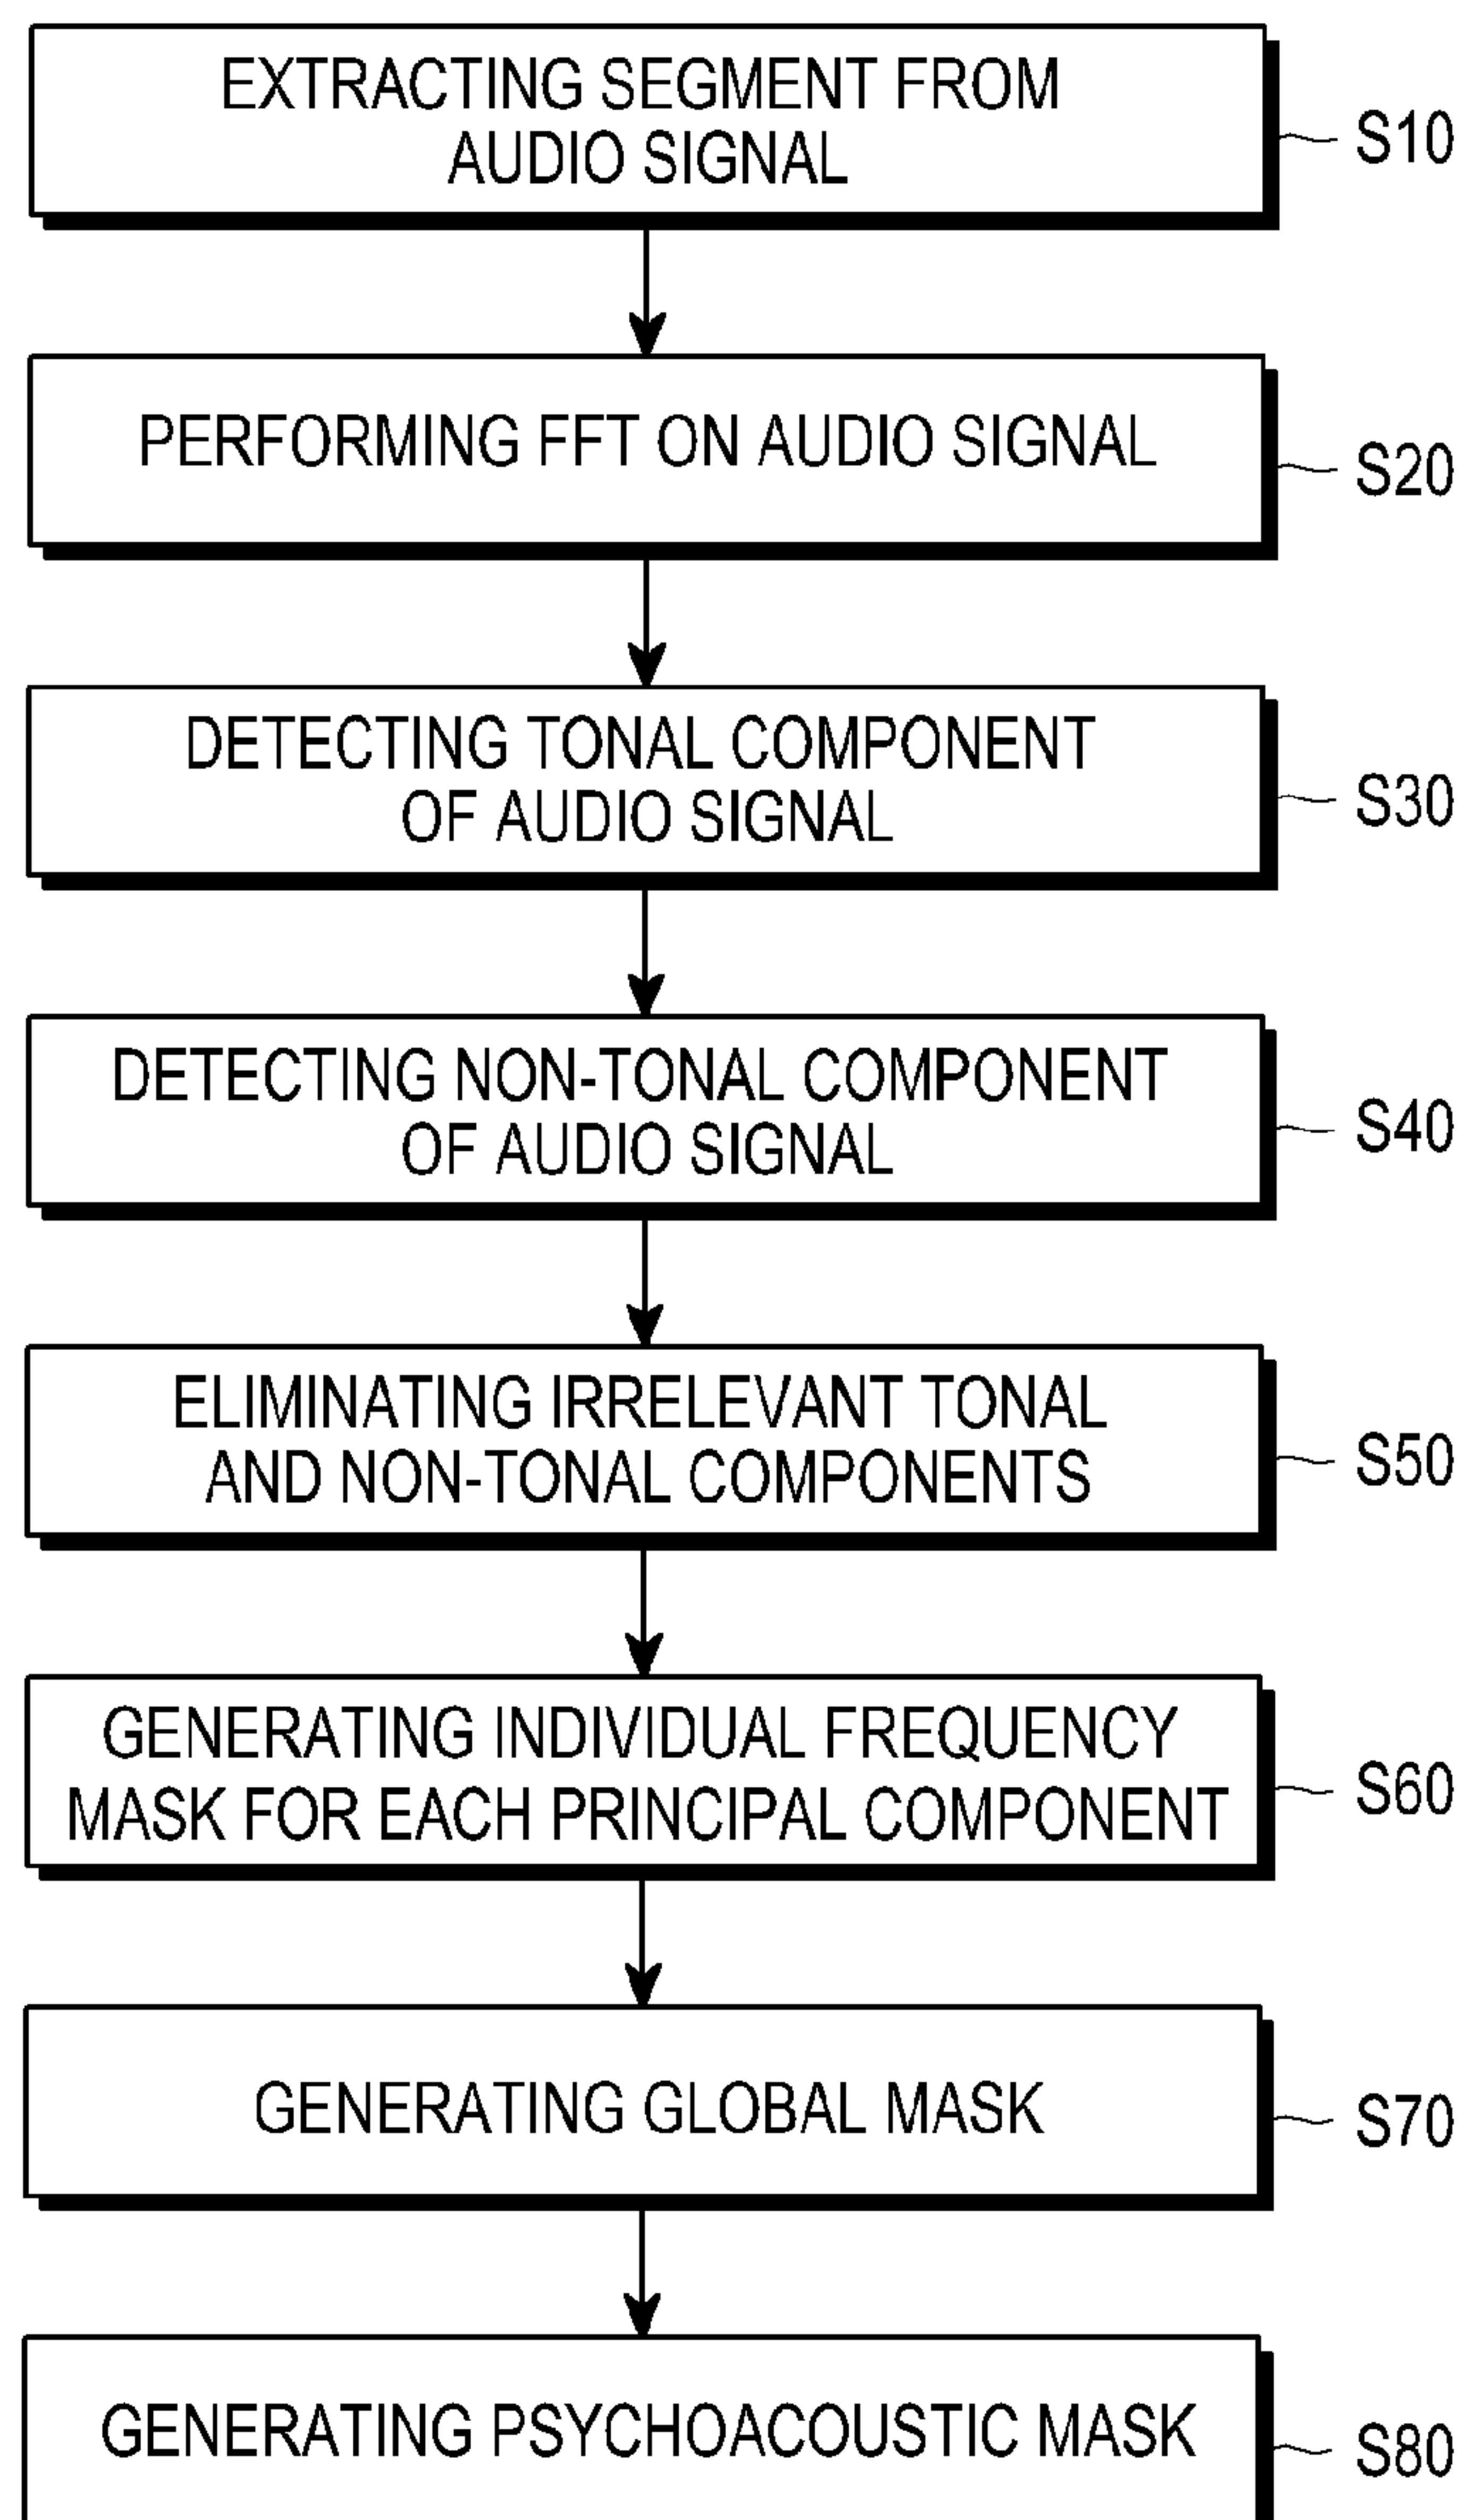 EXTRACTING SEGMENT FROM
AUDIO SIGNAL
S10
PERFORMING FFT ON AUDIO SIGNAL
S20
DETECTING TONAL COMPONENT
OF AUDIO SIGNAL
S30
DETECTING NON-TONAL COMPONENT
OF AUDIO SIGNAL
S40
ELIMINATING IRRELEVANT TONAL
AND NON-TONAL COMPONENTS
S50
GENERATING INDIVIDUAL FREQUENCY
MASK FOR EACH PRINCIPAL COMPONENT
S60
GENERATING GLOBAL MASK
S70
GENERATING PSYCHOACOUSTIC MASK
S80